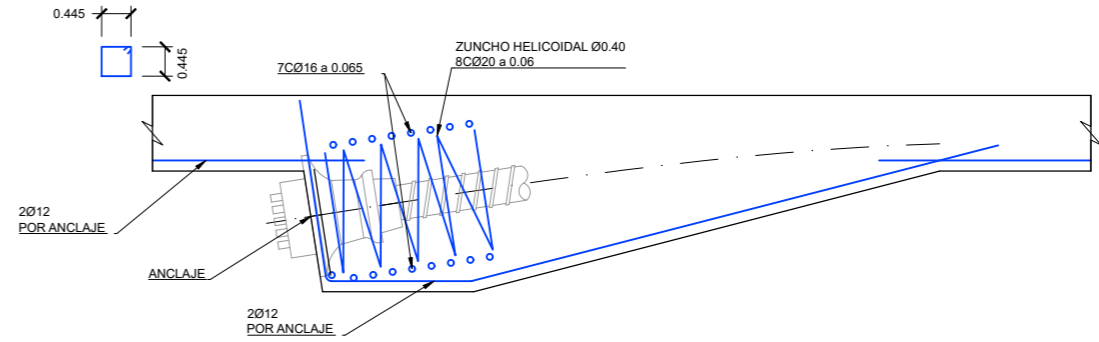 0.445
0.445
ZUNCHO HELICOIDAL Ø0.40
8CØ20 a 0.06
7CØ16 a 0.065
2Ø12
POR ANCLAJE
ANCLAJE
2Ø12
POR ANCLAJE